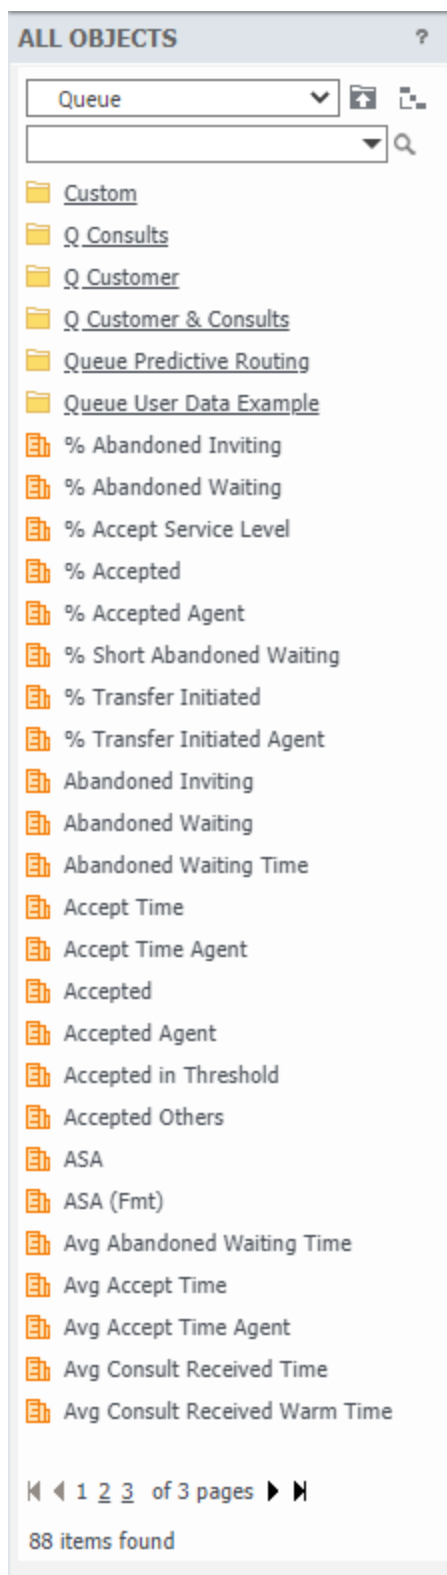 ALL OBJECTS ?
Queue
Custom
Q Consults
Q Customer
Q Customer & Consults
Queue Predictive Routing
Queue User Data Example
% Abandoned Inviting
% Abandoned Waiting
% Accept Service Level
% Accepted
% Accepted Agent
% Short Abandoned Waiting
% Transfer Initiated
% Transfer Initiated Agent
Abandoned Inviting
Abandoned Waiting
Abandoned Waiting Time
Accept Time
Accept Time Agent
Accepted
Accepted Agent
Accepted in Threshold
Accepted Others
ASA
ASA (Fmt)
Avg Abandoned Waiting Time
Avg Accept Time
Avg Accept Time Agent
Avg Consult Received Time
Avg Consult Received Warm Time
1 2 3 of 3 pages
88 items found